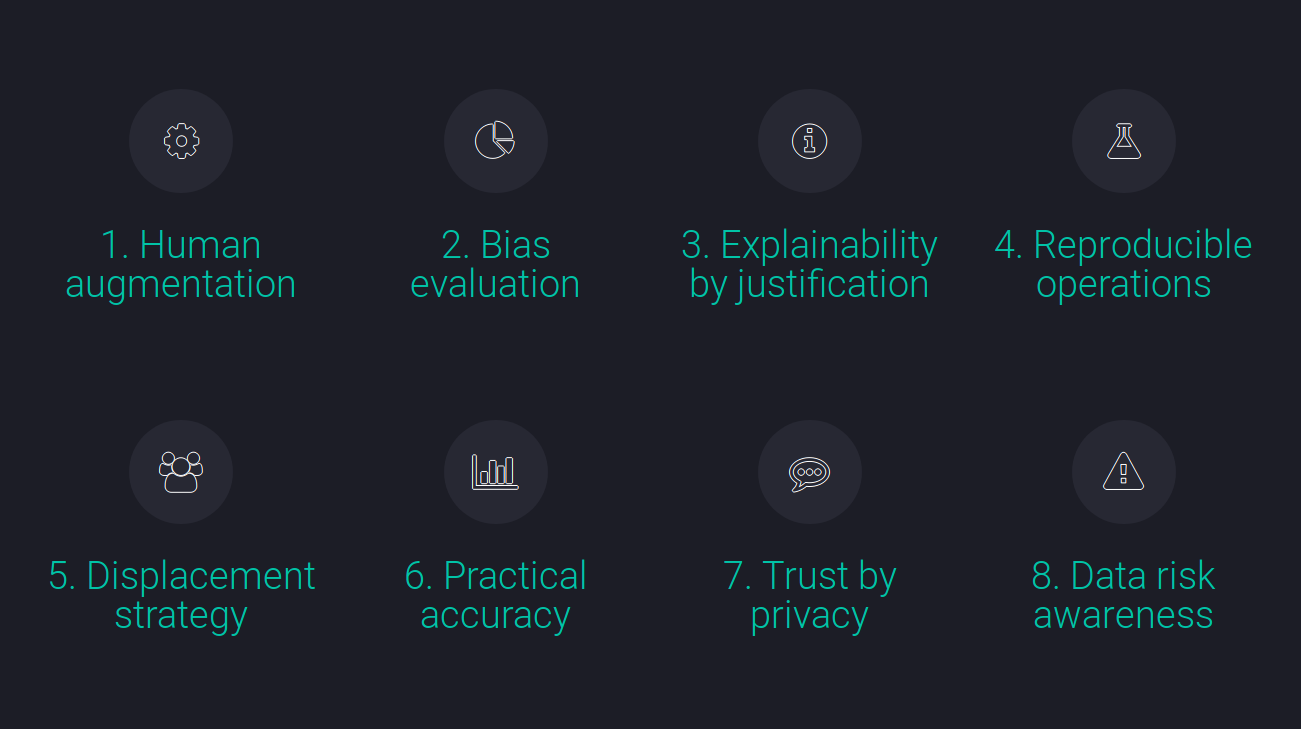 1. Human
augmentation
2. Bias
evaluation
3. Explainability
by justification
4. Reproducible
operations
5. Displacement
strategy
6. Practical
accuracy
7. Trust by
privacy
8. Data risk
awareness